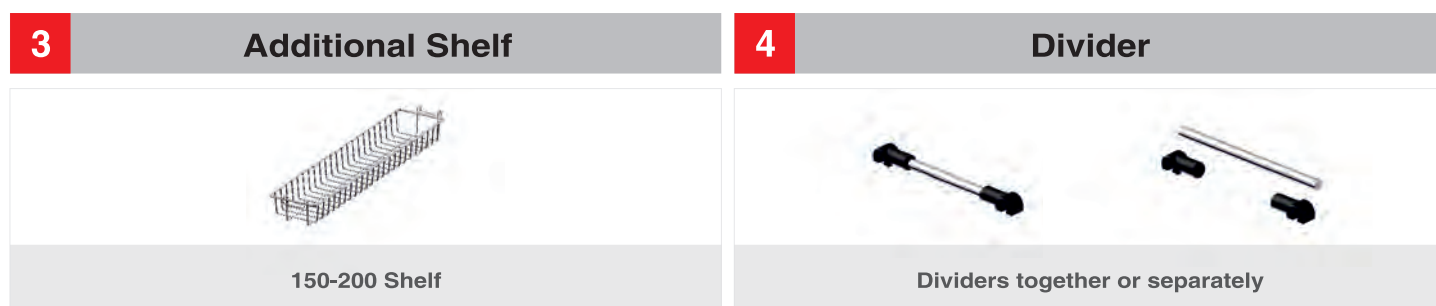 3 Additional Shelf
150-200 Shelf
4 Divider
Dividers together or separately